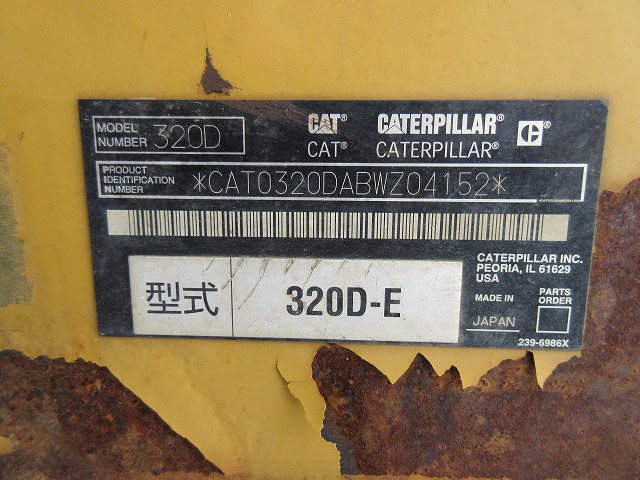 MODEL NUMBER 320D
CAT® CATERPILLAR® C®
CAT® CATERPILLAR®
PRODUCT IDENTIFICATION NUMBER *CAT0320DABWZ04152*
CATERPILLAR INC.
PEORIA, IL 61629
USA
型式 320D-E
MADE IN JAPAN
PARTS ORDER
239-6986X